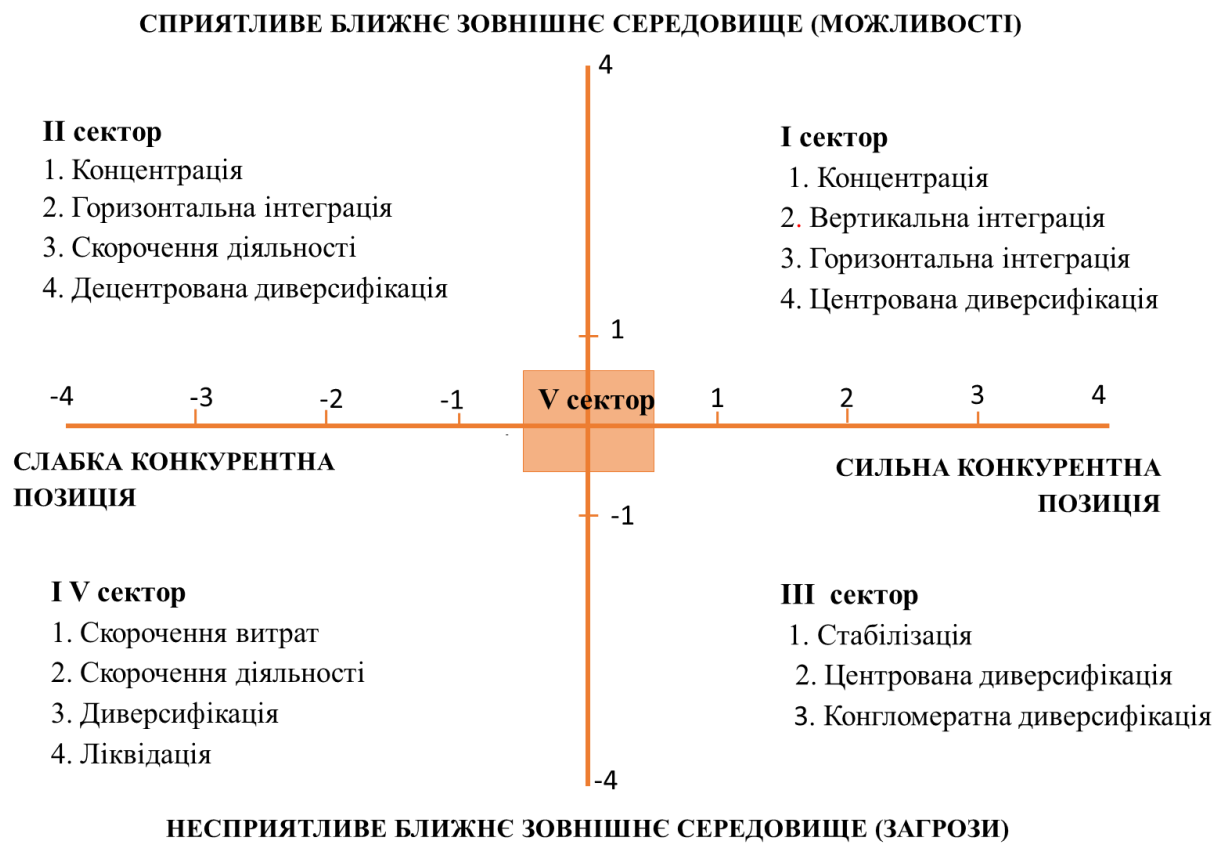 СПРИЯТЛИВЕ БЛИЖНЄ ЗОВНІШНЄ СЕРЕДОВИЩЕ (МОЖЛИВОСТІ)
4
ІІ сектор
1. Концентрація
2. Горизонтальна інтеграція
3. Скорочення діяльності
4. Децентрована диверсифікація
І сектор
1. Концентрація
2. Вертикальна інтеграція
3. Горизонтальна інтеграція
4. Центрована диверсифікація
1
-4 -3 -2 -1 V сектор 1 2 3 4
СЛАБКА КОНКУРЕНТНА
ПОЗИЦІЯ
СИЛЬНА КОНКУРЕНТНА
ПОЗИЦІЯ
-1
І V сектор
1. Скорочення витрат
2. Скорочення діяльності
3. Диверсифікація
4. Ліквідація
ІІІ сектор
1. Стабілізація
2. Центрована диверсифікація
3. Конгломератна диверсифікація
-4
НЕСПРИЯТЛИВЕ БЛИЖНЄ ЗОВНІШНЄ СЕРЕДОВИЩЕ (ЗАГРОЗИ)